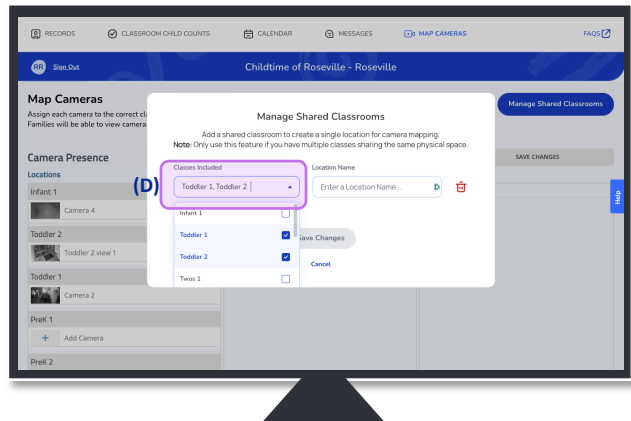 RECORDS
CLASSROOM CHILD COUNTS
CALENDAR
MESSAGES
MAP CAMERAS
FAQS
RR
Sign Out
Childtime of Roseville - Roseville
Map Cameras
Assign each camera to the correct cl
Families will be able to view camera
Manage Shared Classrooms
Manage Shared Classrooms
Add a shared classroom to create a single location for camera mapping.
Note: Only use this feature if you have multiple classes sharing the same physical space.
Camera Presence
SAVE CHANGES
Locations
Classes Included
Location Name
(D)
Toddler 1, Toddler 2
Enter a Location Name...
Help
Infant 1
Camera 4
Infant 1
Toddler 2
Toddler 2 view 1
Toddler 1
Toddler 2
ave Changes
Cancel
Toddler 1
Camera 2
Twos 1
PreK 1
+ Add Camera
PreK 2